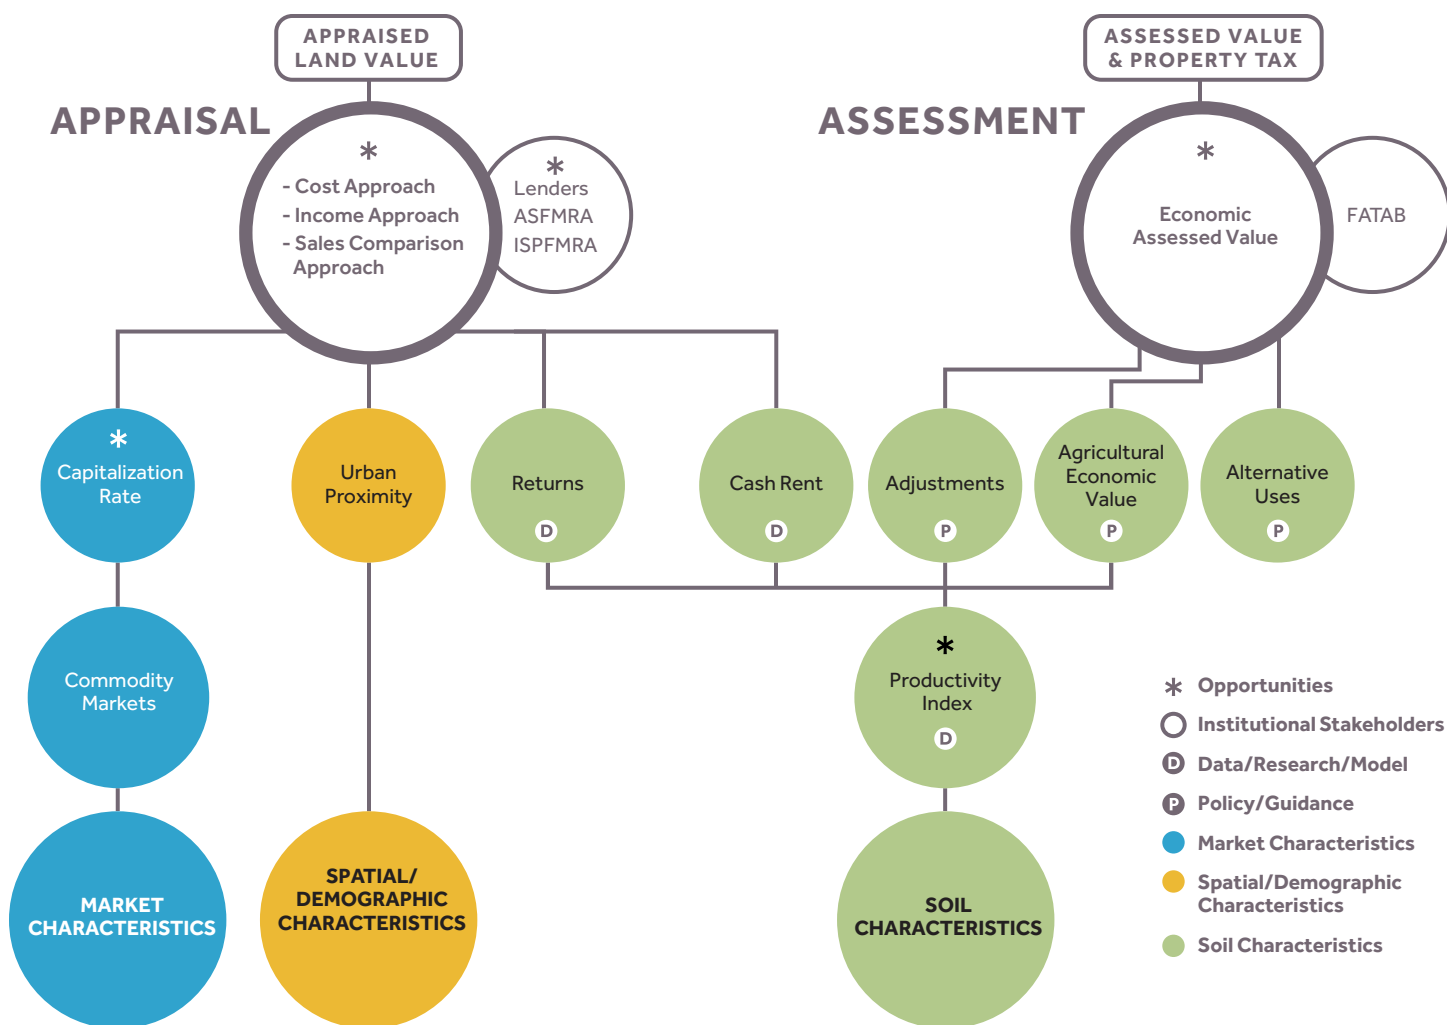 APPRAISED
LAND VALUE
ASSESSED VALUE
& PROPERTY TAX
APPRAISAL
ASSESSMENT
*
- Cost Approach
- Income Approach
- Sales Comparison
Approach
*
Lenders
ASFMRA
ISPFMRA
*
Economic
Assessed Value
FATAB
*
Capitalization
Rate
Urban
Proximity
Returns
D
Cash Rent
D
Adjustments
P
Agricultural
Economic
Value
P
Alternative
Uses
P
Commodity
Markets
*
Productivity
Index
D
MARKET
CHARACTERISTICS
SPATIAL/
DEMOGRAPHIC
CHARACTERISTICS
SOIL
CHARACTERISTICS
* Opportunities
Institutional Stakeholders
D Data/Research/Model
P Policy/Guidance
Market Characteristics
Spatial/Demographic
Characteristics
Soil Characteristics